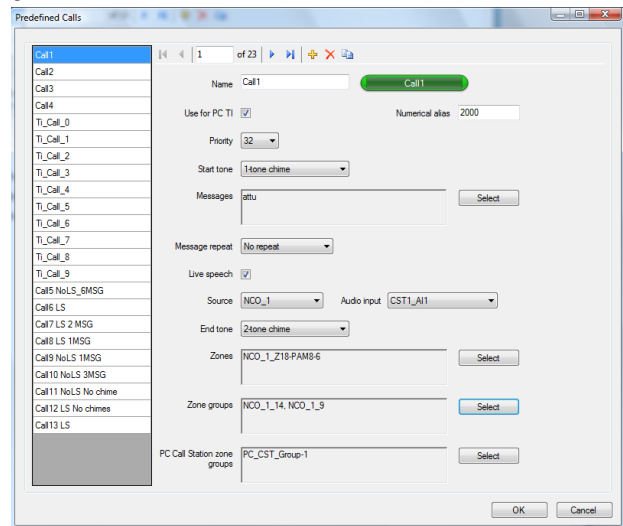 Predefined Calls
Call1
Call2
Call3
Call4
Ti_Call_0
Ti_Call_1
Ti_Call_2
Ti_Call_3
Ti_Call_4
Ti_Call_5
Ti_Call_6
Ti_Call_7
Ti_Call_8
Ti_Call_9
Call5 NoLS_6MSG
Call6 LS
Call7 LS 2 MSG
Call8 LS 1MSG
Call9 NoLS 1MSG
Call10 NoLS 3MSG
Call11 NoLS No chime
Call12 LS No chimes
Call13 LS
1 of 23
Name Call1 Call1
Use for PC TI Numerical alias 2000
Priority 32
Start tone 1-tone chime
Messages attu Select
Message repeat No repeat
Live speech
Source NCO_1 Audio input CST1_AI1
End tone 2-tone chime
Zones NCO_1_Z18-PAM8-6 Select
Zone groups NCO_1_14, NCO_1_9 Select
PC Call Station zone
groups PC_CST_Group-1 Select
OK Cancel